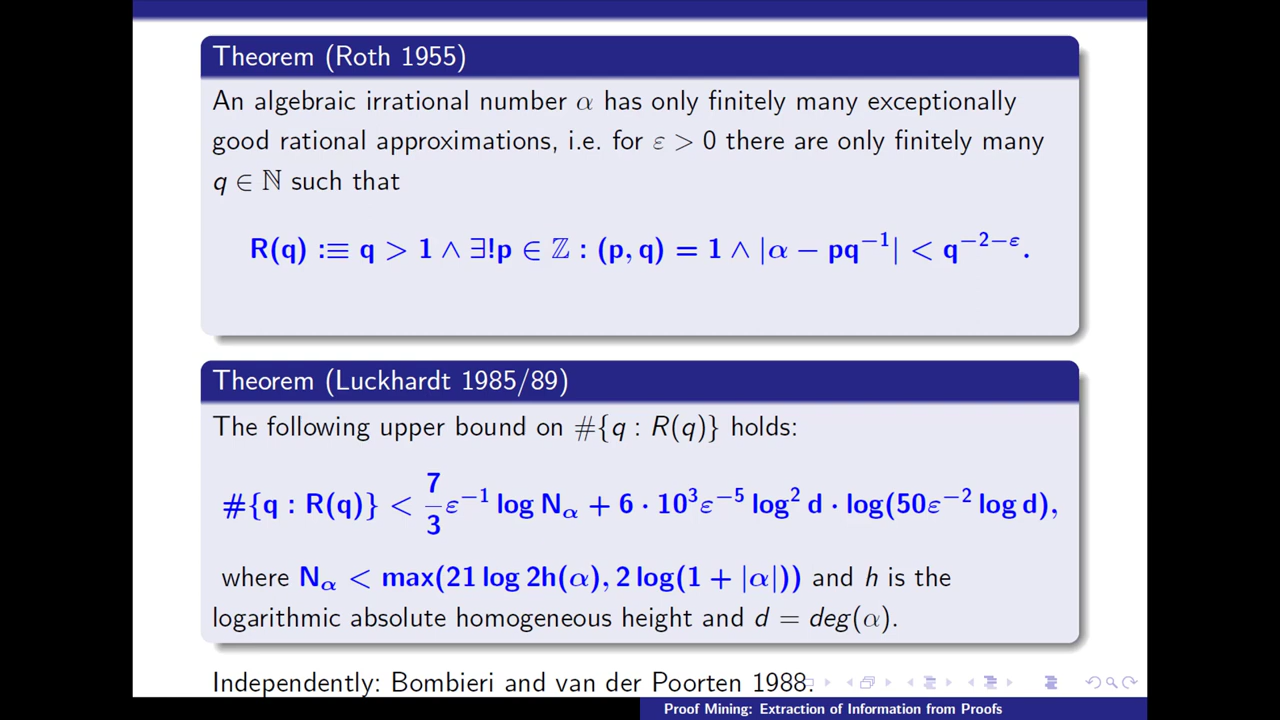 Theorem (Roth 1955)
An algebraic irrational number α has only finitely many exceptionally
good rational approximations, i.e. for ε > 0 there are only finitely many
q ∈ ℕ such that
R(q) :≡ q > 1 ∧ ∃!p ∈ ℤ : (p, q) = 1 ∧ |α − pq⁻¹| < q⁻²⁻ᵋ.
Theorem (Luckhardt 1985/89)
The following upper bound on #{q : R(q)} holds:
#{q : R(q)} < 7/3 ε⁻¹ log N_α + 6 · 10³ε⁻⁵ log² d · log(50ε⁻² log d),
where N_α < max(21 log 2h(α), 2 log(1 + |α|)) and h is the
logarithmic absolute homogeneous height and d = deg(α).
Independently: Bombieri and van der Poorten 1988.
Proof Mining: Extraction of Information from Proofs